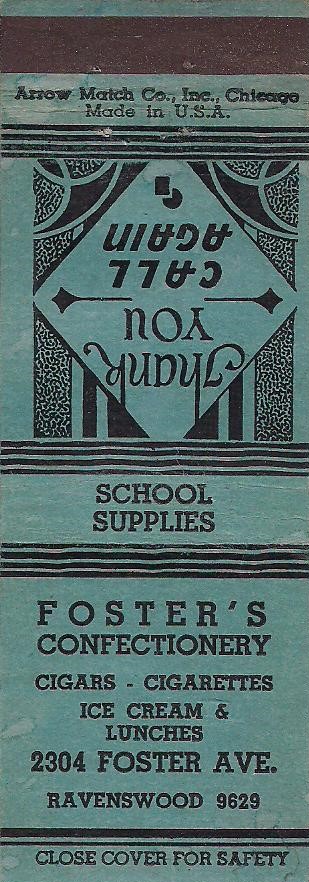 Arrow Match Co., Inc., Chicago
Made in U.S.A.
Thank
YOU
CALL
AGAIN
SCHOOL
SUPPLIES
FOSTER'S
CONFECTIONERY
CIGARS - CIGARETTES
ICE CREAM &
LUNCHES
2304 FOSTER AVE.
RAVENSWOOD 9629
CLOSE COVER FOR SAFETY